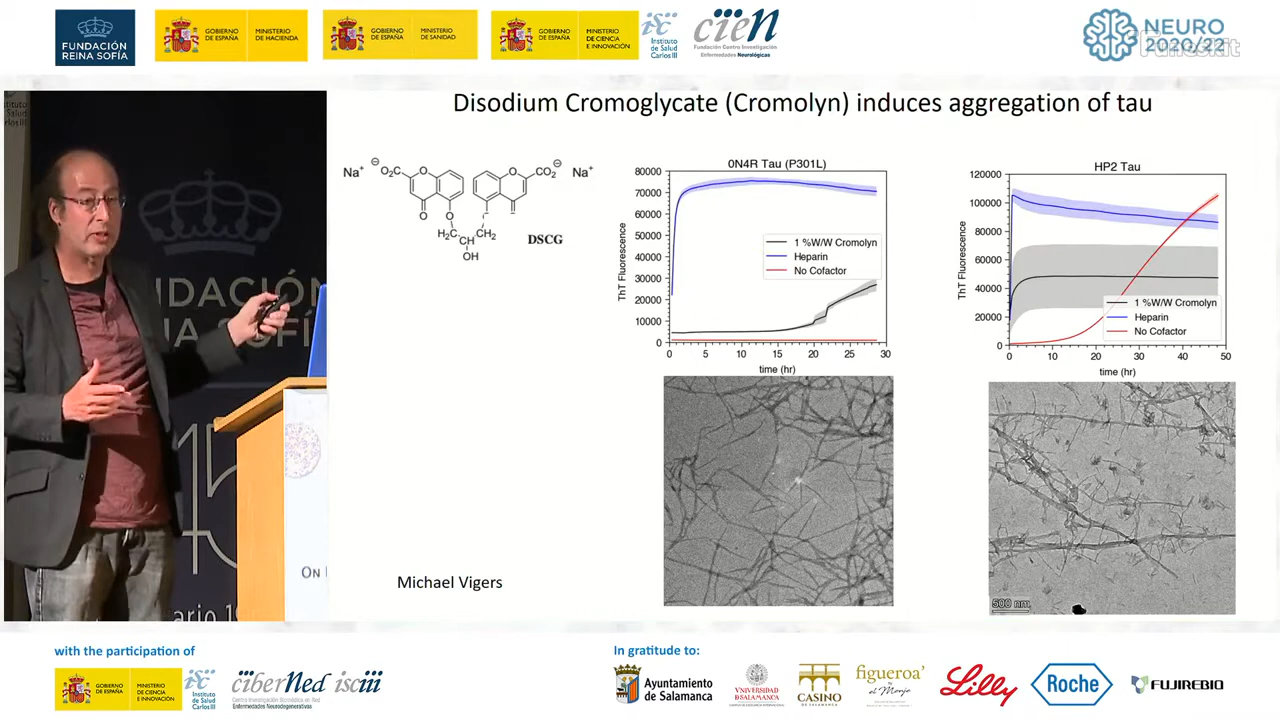 FUNDACIÓN
REINA SOFÍA
GOBIERNO
DE ESPAÑA
MINISTERIO
DE HACIENDA
GOBIERNO
DE ESPAÑA
MINISTERIO
DE SANIDAD
GOBIERNO
DE ESPAÑA
MINISTERIO
DE CIENCIA
E INNOVACIÓN
isc
Instituto
de Salud
Carlos III
cien
Fundación Centro Investigación
Enfermedades Neurológicas
NEURO
2020/22
Disodium Cromoglycate (Cromolyn) induces aggregation of tau
Na⁺ ⊖O₂C O O CO₂⊖ Na⁺
O O
H₂C CH₂
CH
OH
DSCG
0N4R Tau (P301L)
ThT Fluorescence
80000
70000
60000
50000
40000
30000
20000
10000
0
1 %W/W Cromolyn
Heparin
No Cofactor
0 5 10 15 20 25 30
time (hr)
HP2 Tau
ThT Fluorescence
120000
100000
80000
60000
40000
20000
0
1 %W/W Cromolyn
Heparin
No Cofactor
0 10 20 30 40 50
time (hr)
500 nm
Michael Vigers
ON
with the participation of
GOBIERNO
DE ESPAÑA
MINISTERIO
DE CIENCIA
E INNOVACIÓN
isc
Instituto
de Salud
Carlos III
ciberNed isciii
Centro Investigación Biomédica en Red
Enfermedades Neurodegenerativas
In gratitude to:
Ayuntamiento
de Salamanca
VNiVERSiDAD
DSALAMANCA
CASINO
DE SALAMANCA
figueroa'
by
el Monje
Lilly
Roche
FUJIREBIO